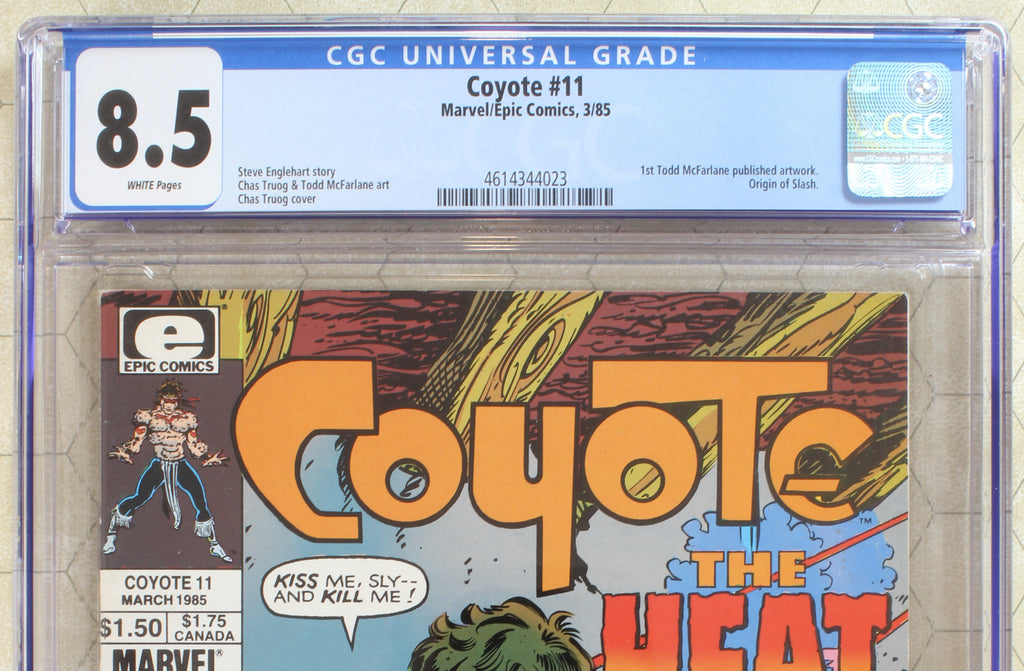 CGC UNIVERSAL GRADE
8.5
WHITE Pages
Coyote #11
Marvel/Epic Comics, 3/85
Steve Englehart story
Chas Truog & Todd McFarlane art
Chas Truog cover
4614344023
1st Todd McFarlane published artwork.
Origin of Slash.
CGC
e
EPIC COMICS
COYOTE
TM
THE
HEAT
KISS ME, SLY--
AND KILL ME!
COYOTE 11
MARCH 1985
$1.50
$1.75
CANADA
MARVEL®